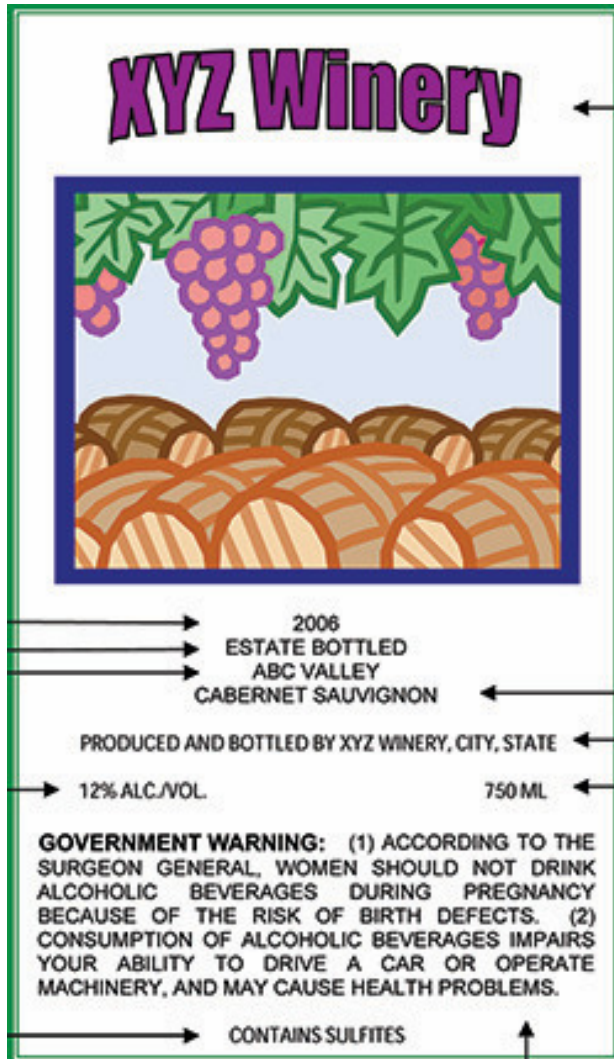 XYZ Winery
2006
ESTATE BOTTLED
ABC VALLEY
CABERNET SAUVIGNON
PRODUCED AND BOTTLED BY XYZ WINERY, CITY, STATE
12% ALC./VOL. 750 ML
GOVERNMENT WARNING: (1) ACCORDING TO THE
SURGEON GENERAL, WOMEN SHOULD NOT DRINK
ALCOHOLIC BEVERAGES DURING PREGNANCY
BECAUSE OF THE RISK OF BIRTH DEFECTS. (2)
CONSUMPTION OF ALCOHOLIC BEVERAGES IMPAIRS
YOUR ABILITY TO DRIVE A CAR OR OPERATE
MACHINERY, AND MAY CAUSE HEALTH PROBLEMS.
CONTAINS SULFITES